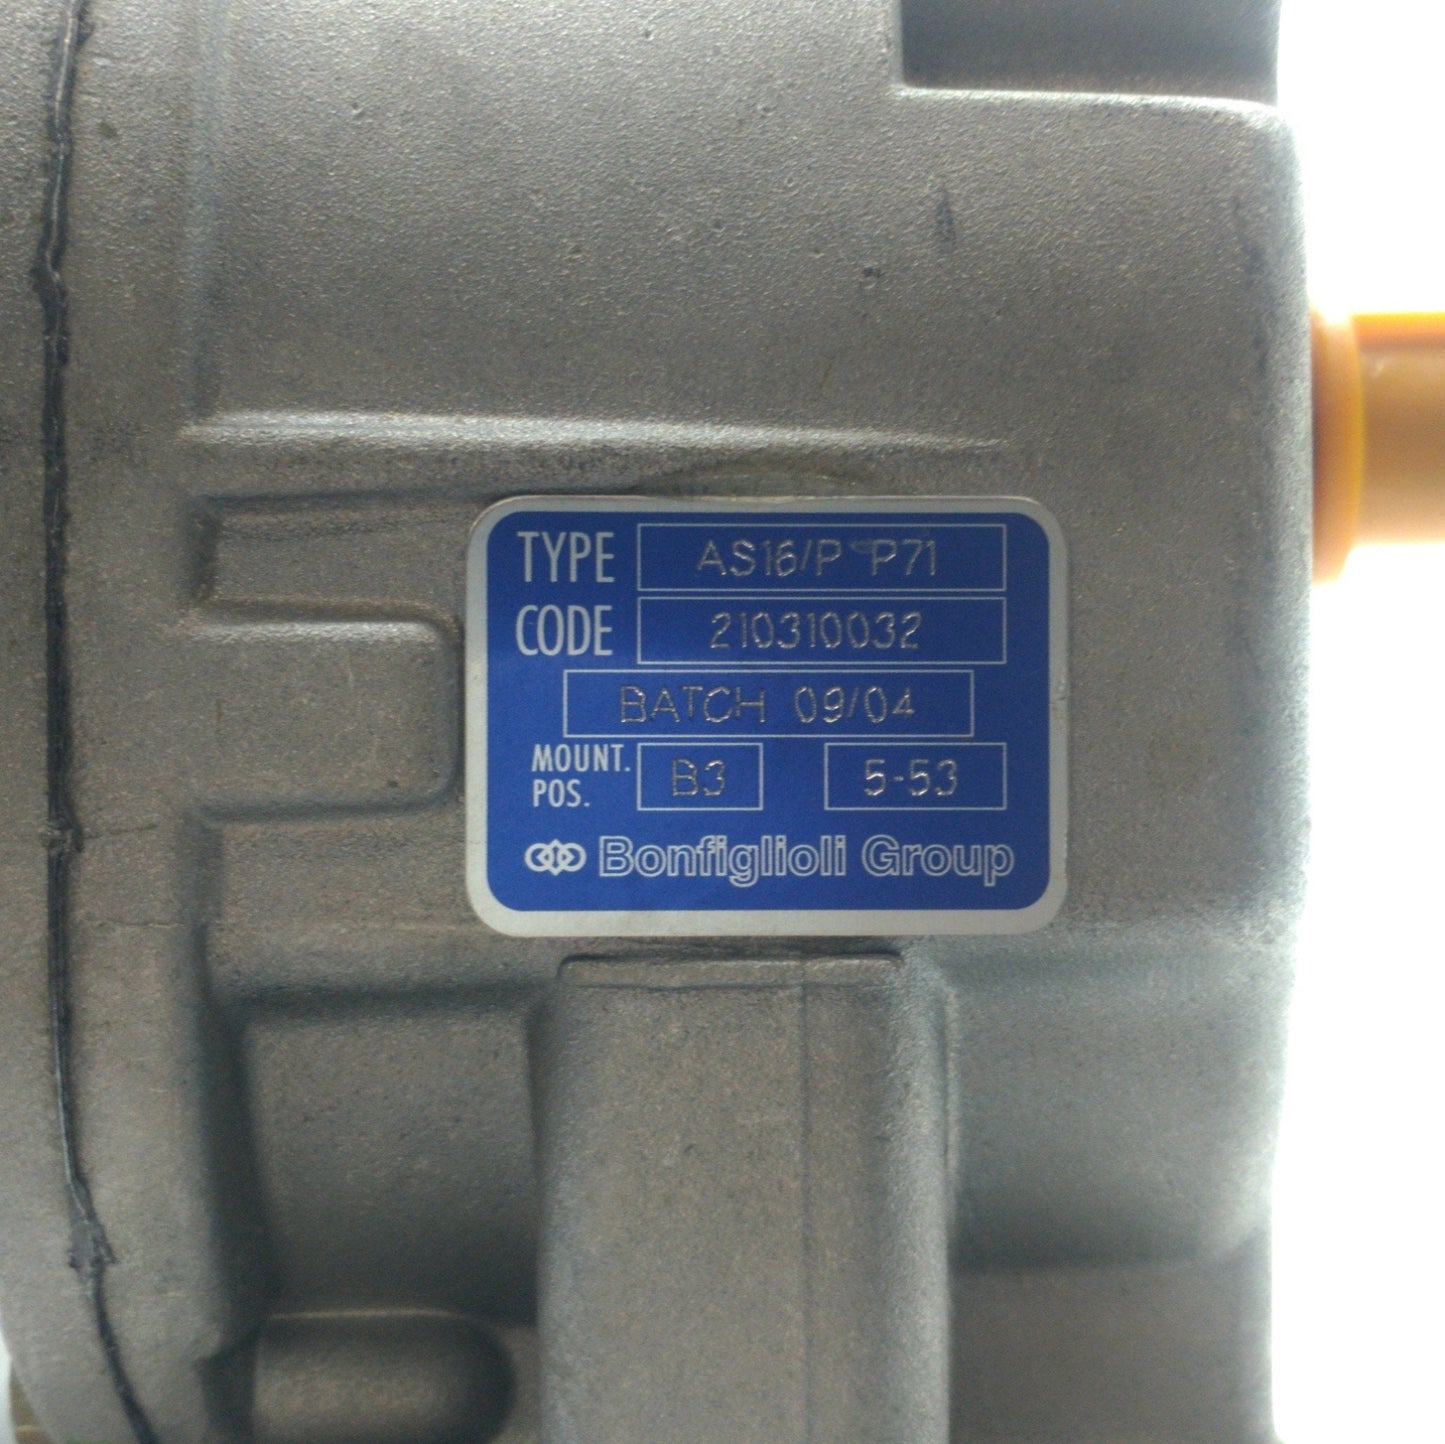 TYPE AS16/P P71
CODE 210310032
BATCH 09/04
MOUNT. POS. B3 5-53
Bonfiglioli Group